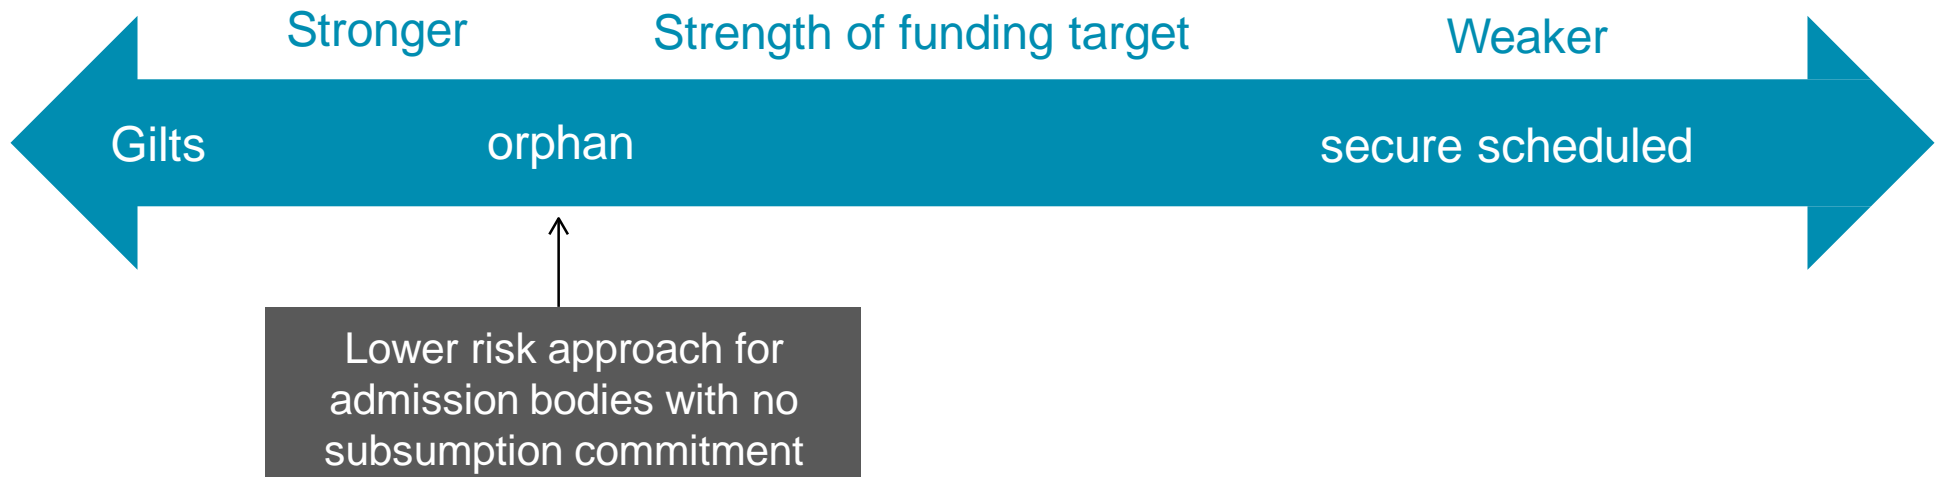 Stronger
Strength of funding target
Weaker
Gilts
orphan
secure scheduled
Lower risk approach for
admission bodies with no
subsumption commitment